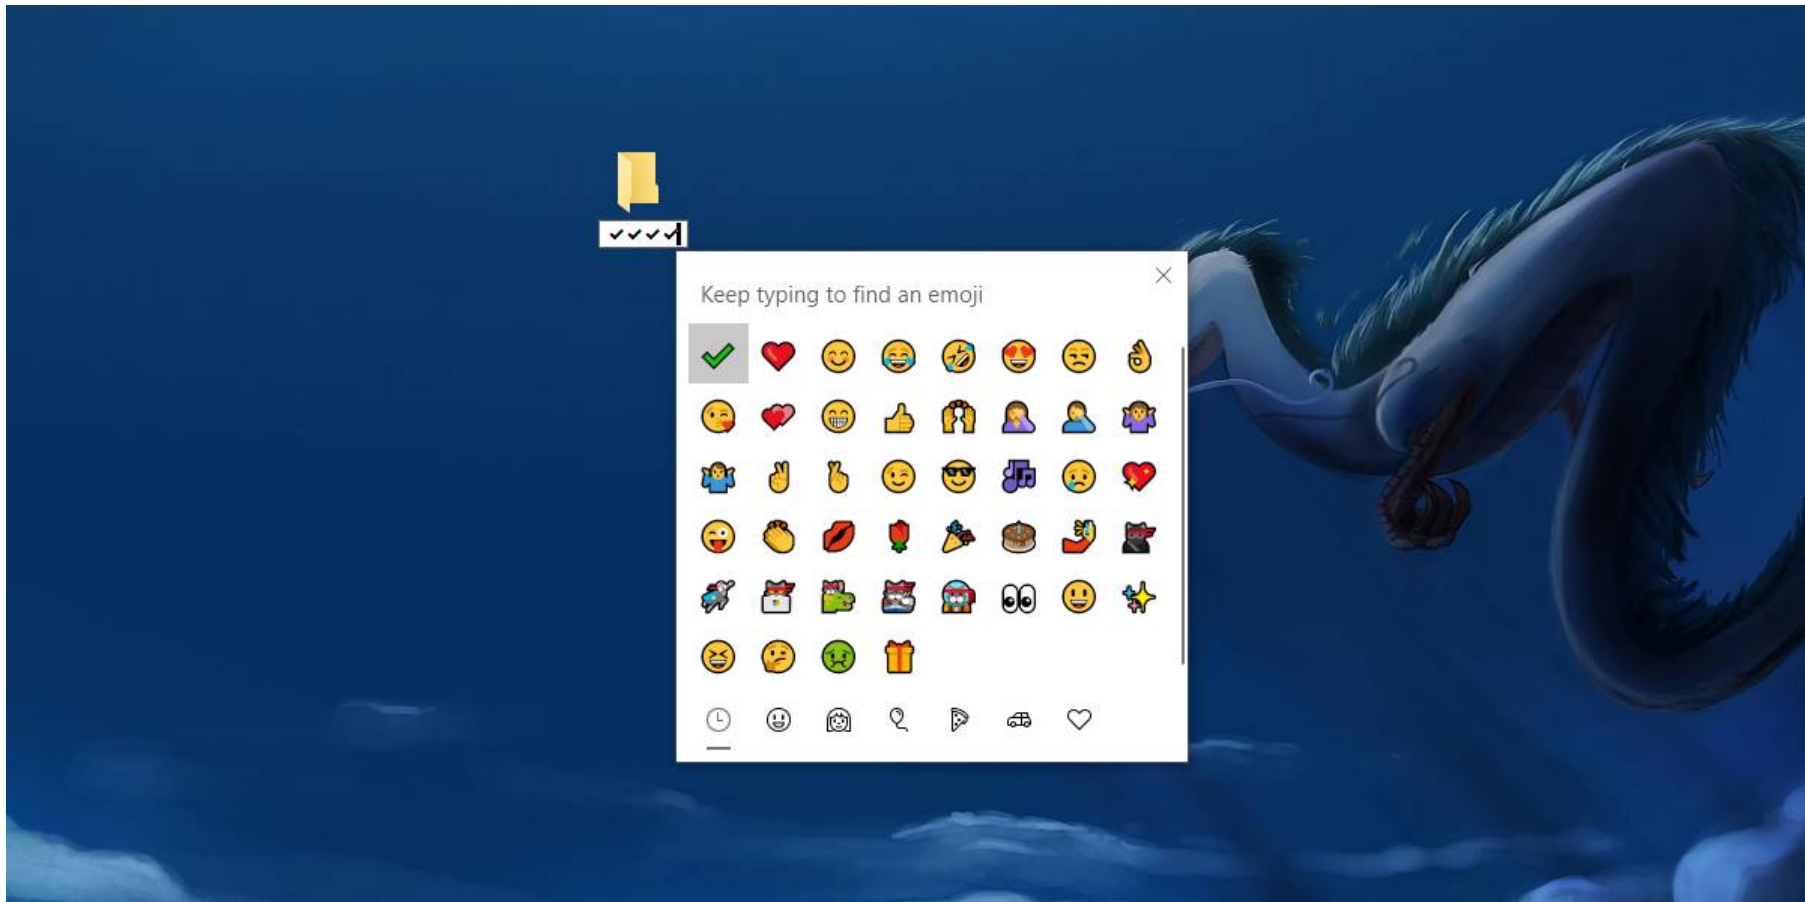 ✓✓✓✓
Keep typing to find an emoji